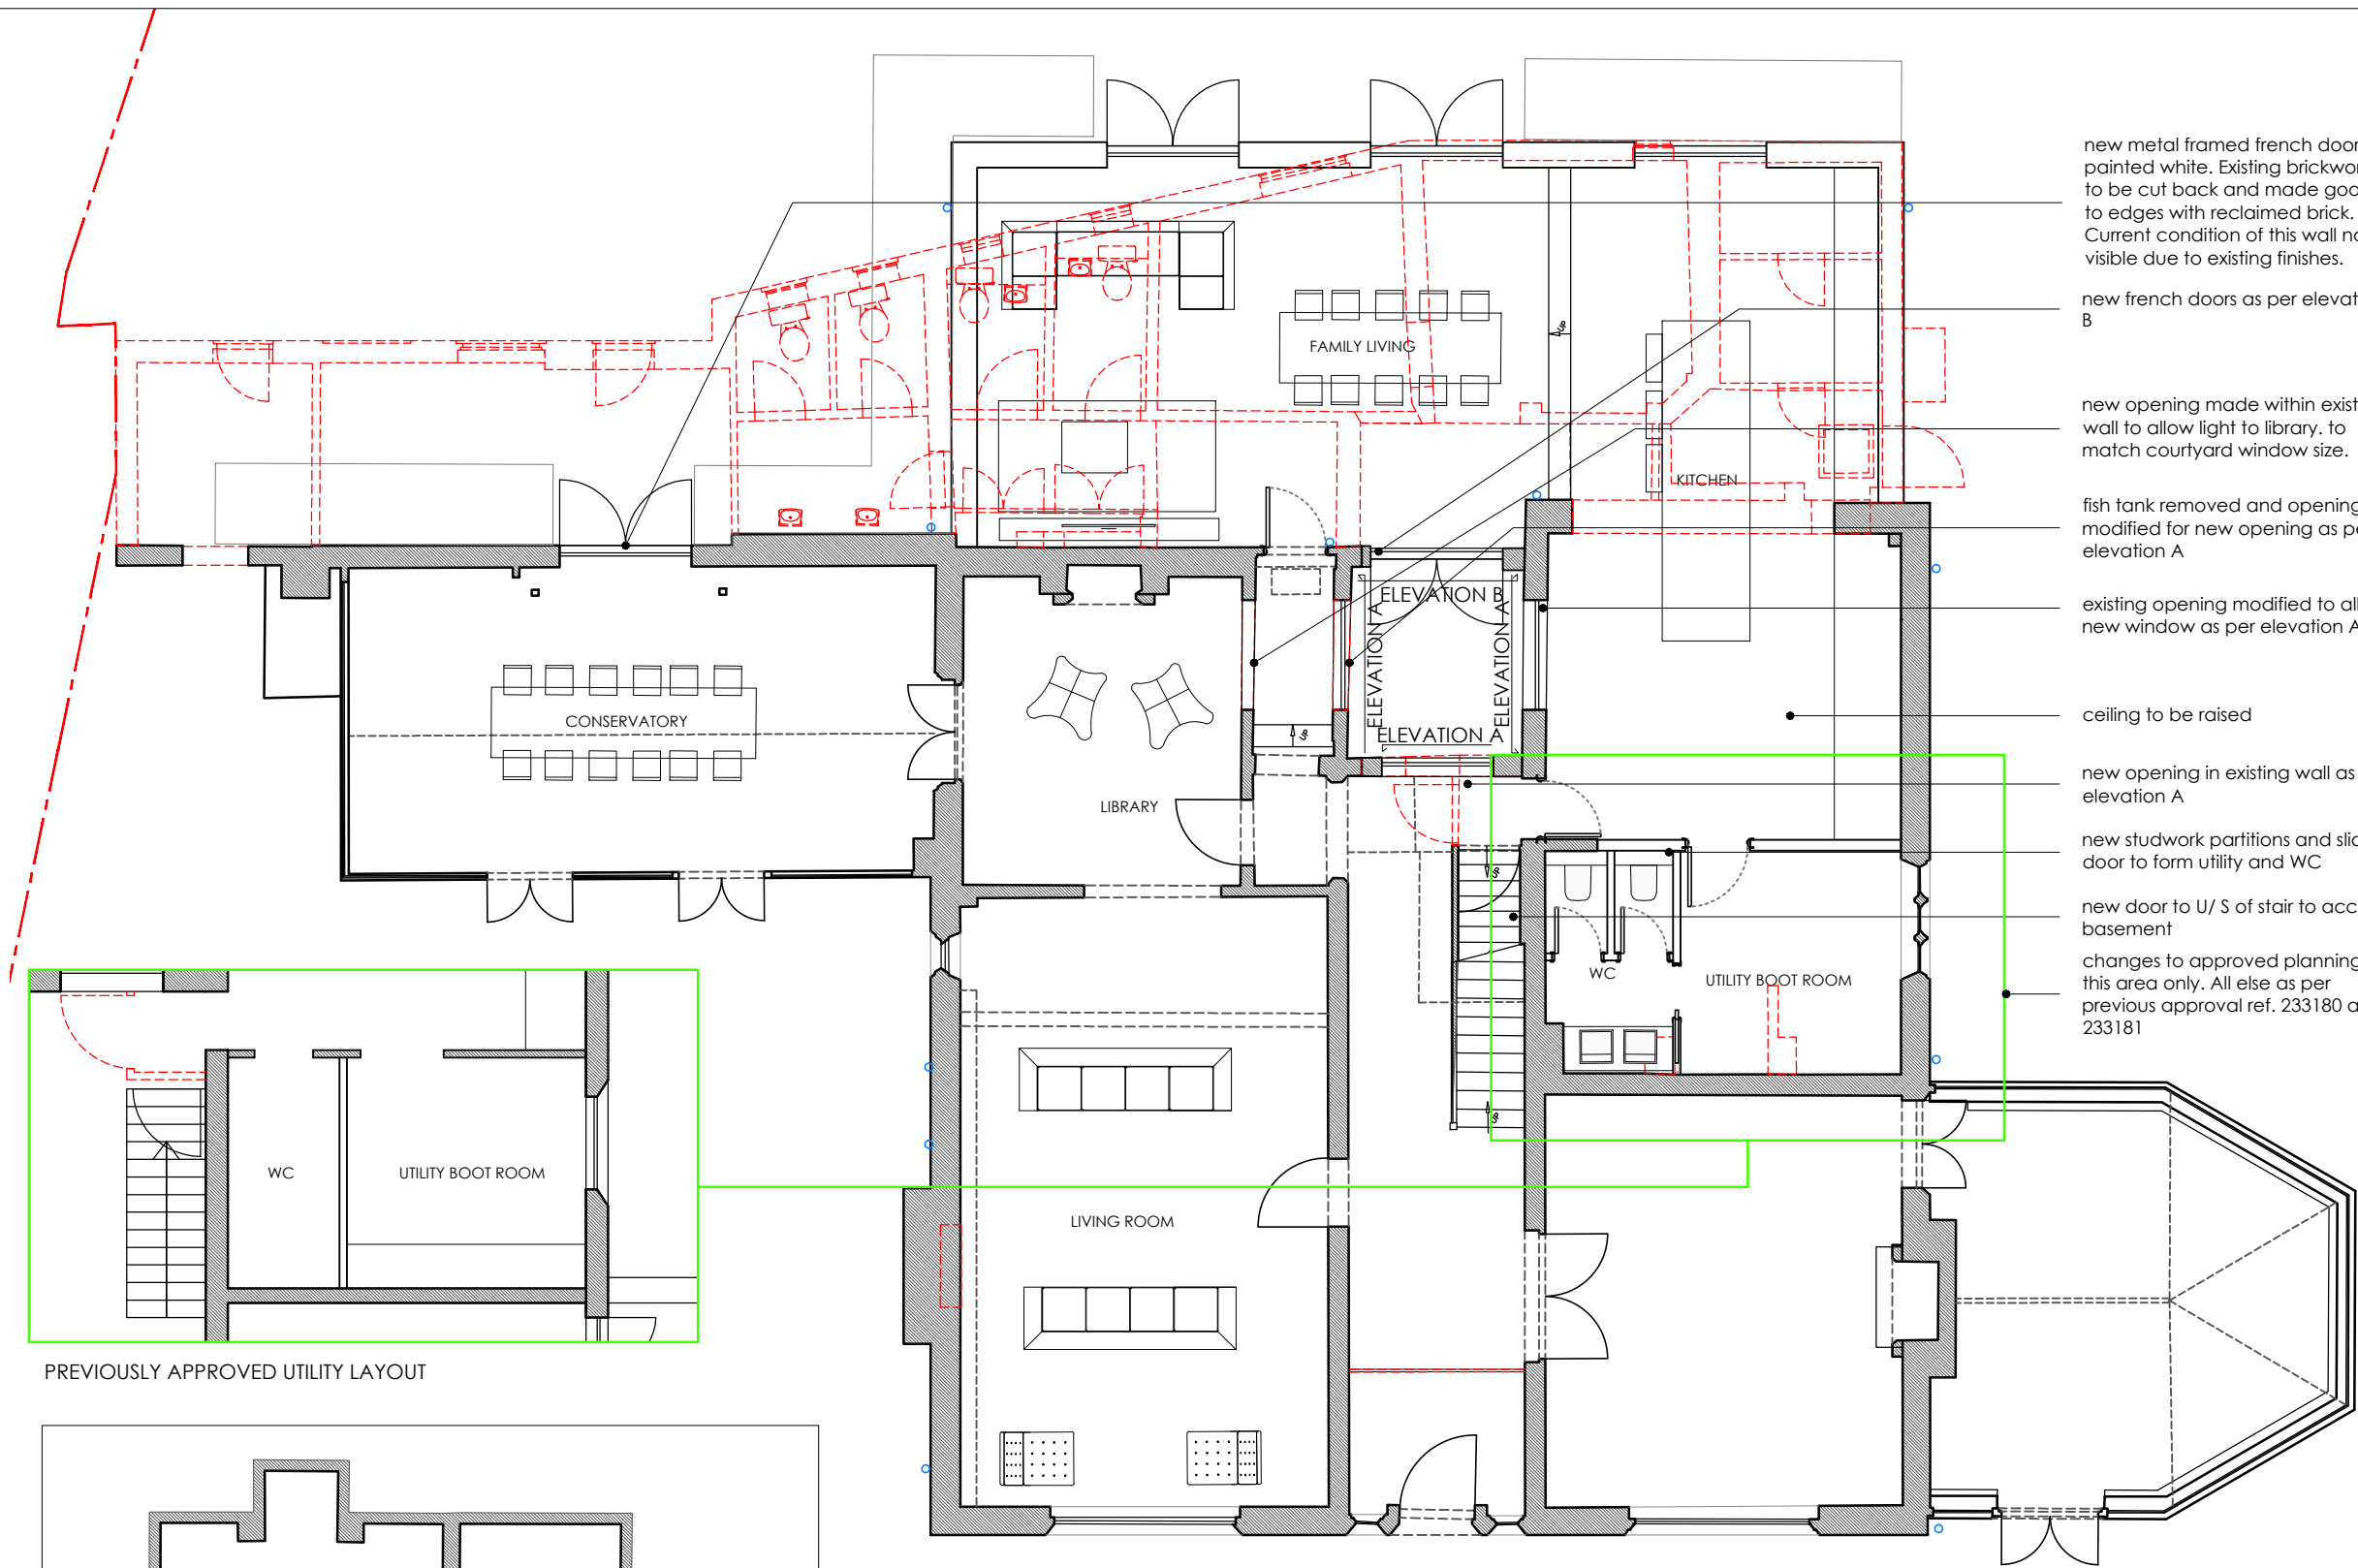 new metal framed french door
painted white. Existing brickwor
to be cut back and made goo
to edges with reclaimed brick.
Current condition of this wall no
visible due to existing finishes.
new french doors as per elevat
B
new opening made within exist
wall to allow light to library. to
match courtyard window size.
fish tank removed and opening
modified for new opening as pe
elevation A
existing opening modified to all
new window as per elevation A
ceiling to be raised
new opening in existing wall as
elevation A
new studwork partitions and slid
door to form utility and WC
new door to U/ S of stair to acc
basement
changes to approved planning
this area only. All else as per
previous approval ref. 233180 a
233181
FAMILY LIVING
UP
KITCHEN
ELEVATION B
ELEVATION A
ELEVATION A
ELEVATION A
CONSERVATORY
LIBRARY
UP
UP
WC
UTILITY BOOT ROOM
UP
WC
UTILITY BOOT ROOM
LIVING ROOM
PREVIOUSLY APPROVED UTILITY LAYOUT